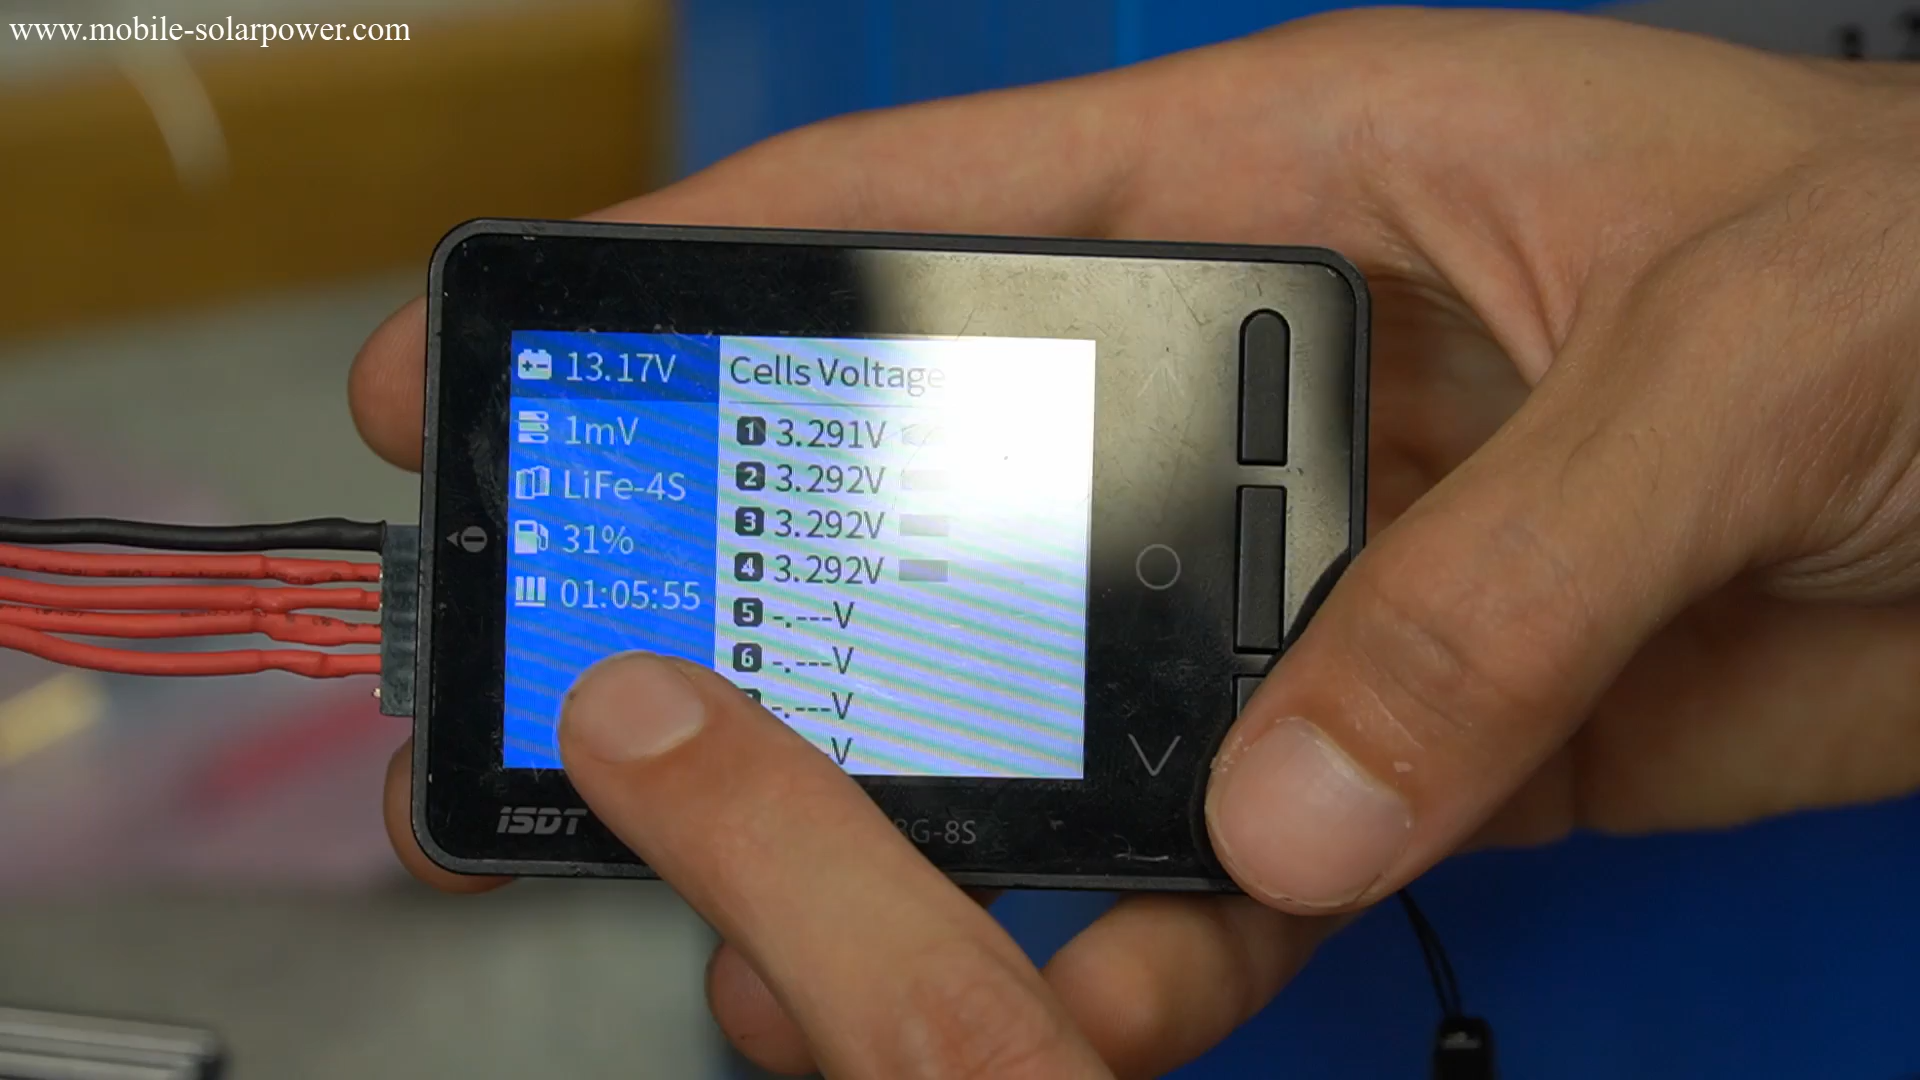 www.mobile-solarpower.com
13.17V
1mV
LiFe-4S
31%
01:05:55
Cells Voltage
1 3.291V
2 3.292V
3 3.292V
4 3.292V
5 -.---V
6 -.---V
-.---V
V
iSDT
G-8S